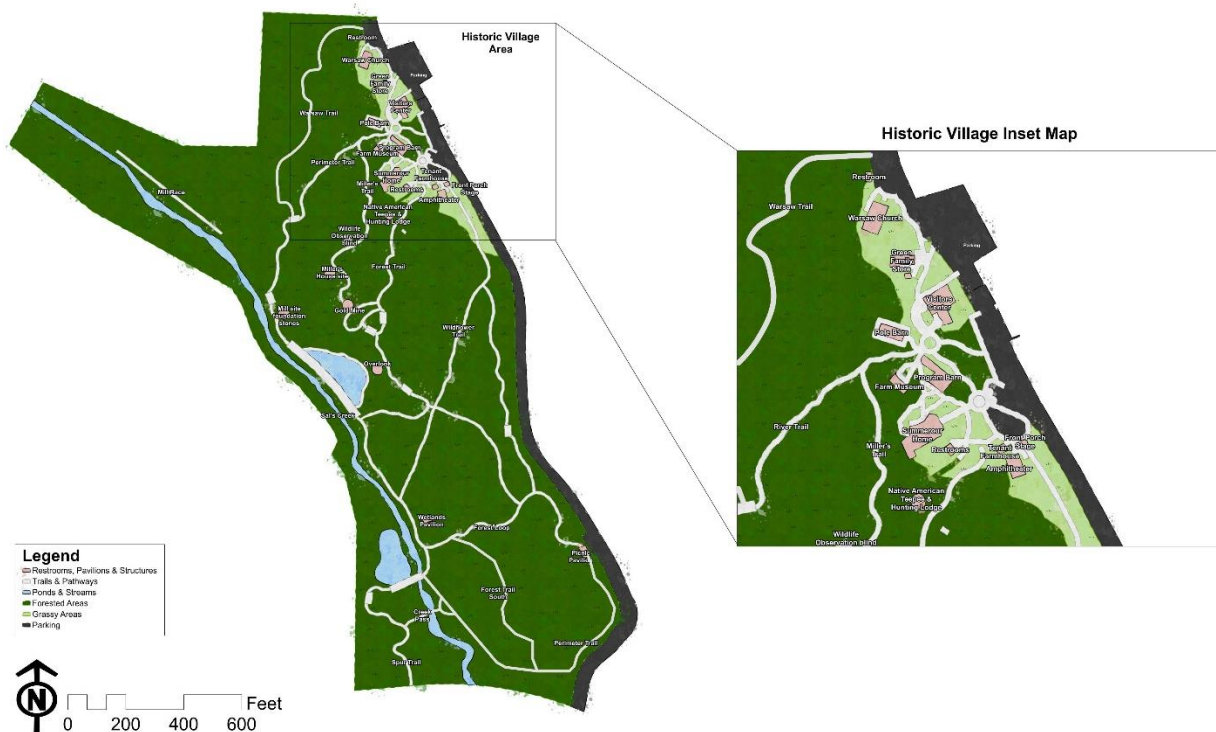 Historic Village
Area
Restroom
Warsaw Church
Parking
Green
Family
Store
Visitors
Center
Warsaw Trail
Pole Barn
Program Barn
Farm Museum
Perimeter Trail
Tenant
Farmhouse
Summerour
Home
Front Porch
Stage
Miller's
Trail
Restrooms
Amphitheater
Mill Race
Native American
Teepee &
Hunting Lodge
Wildlife
Observation
blind
Forest Trail
Miller's
House site
Gold Mine
Mill site
foundation
stones
Wildflower
Trail
Overlook
Sal's Creek
Wetlands
Pavilion
Forest Loop
Picnic
Pavilion
Forest Trail
South
Creek
Pass
Perimeter Trail
Spur Trail
Legend
Restrooms, Pavilions & Structures
Trails & Pathways
Ponds & Streams
Forested Areas
Grassy Areas
Parking
N
0 200 400 600 Feet
Historic Village Inset Map
Restroom
Warsaw Trail
Warsaw Church
Parking
Green
Family
Store
Visitors
Center
Pole Barn
Program Barn
Farm Museum
River Trail
Summerour
Home
Miller's
Trail
Front Porch
Stage
Restrooms
Tenant
Farmhouse
Amphitheater
Native American
Teepee &
Hunting Lodge
Wildlife
Observation blind